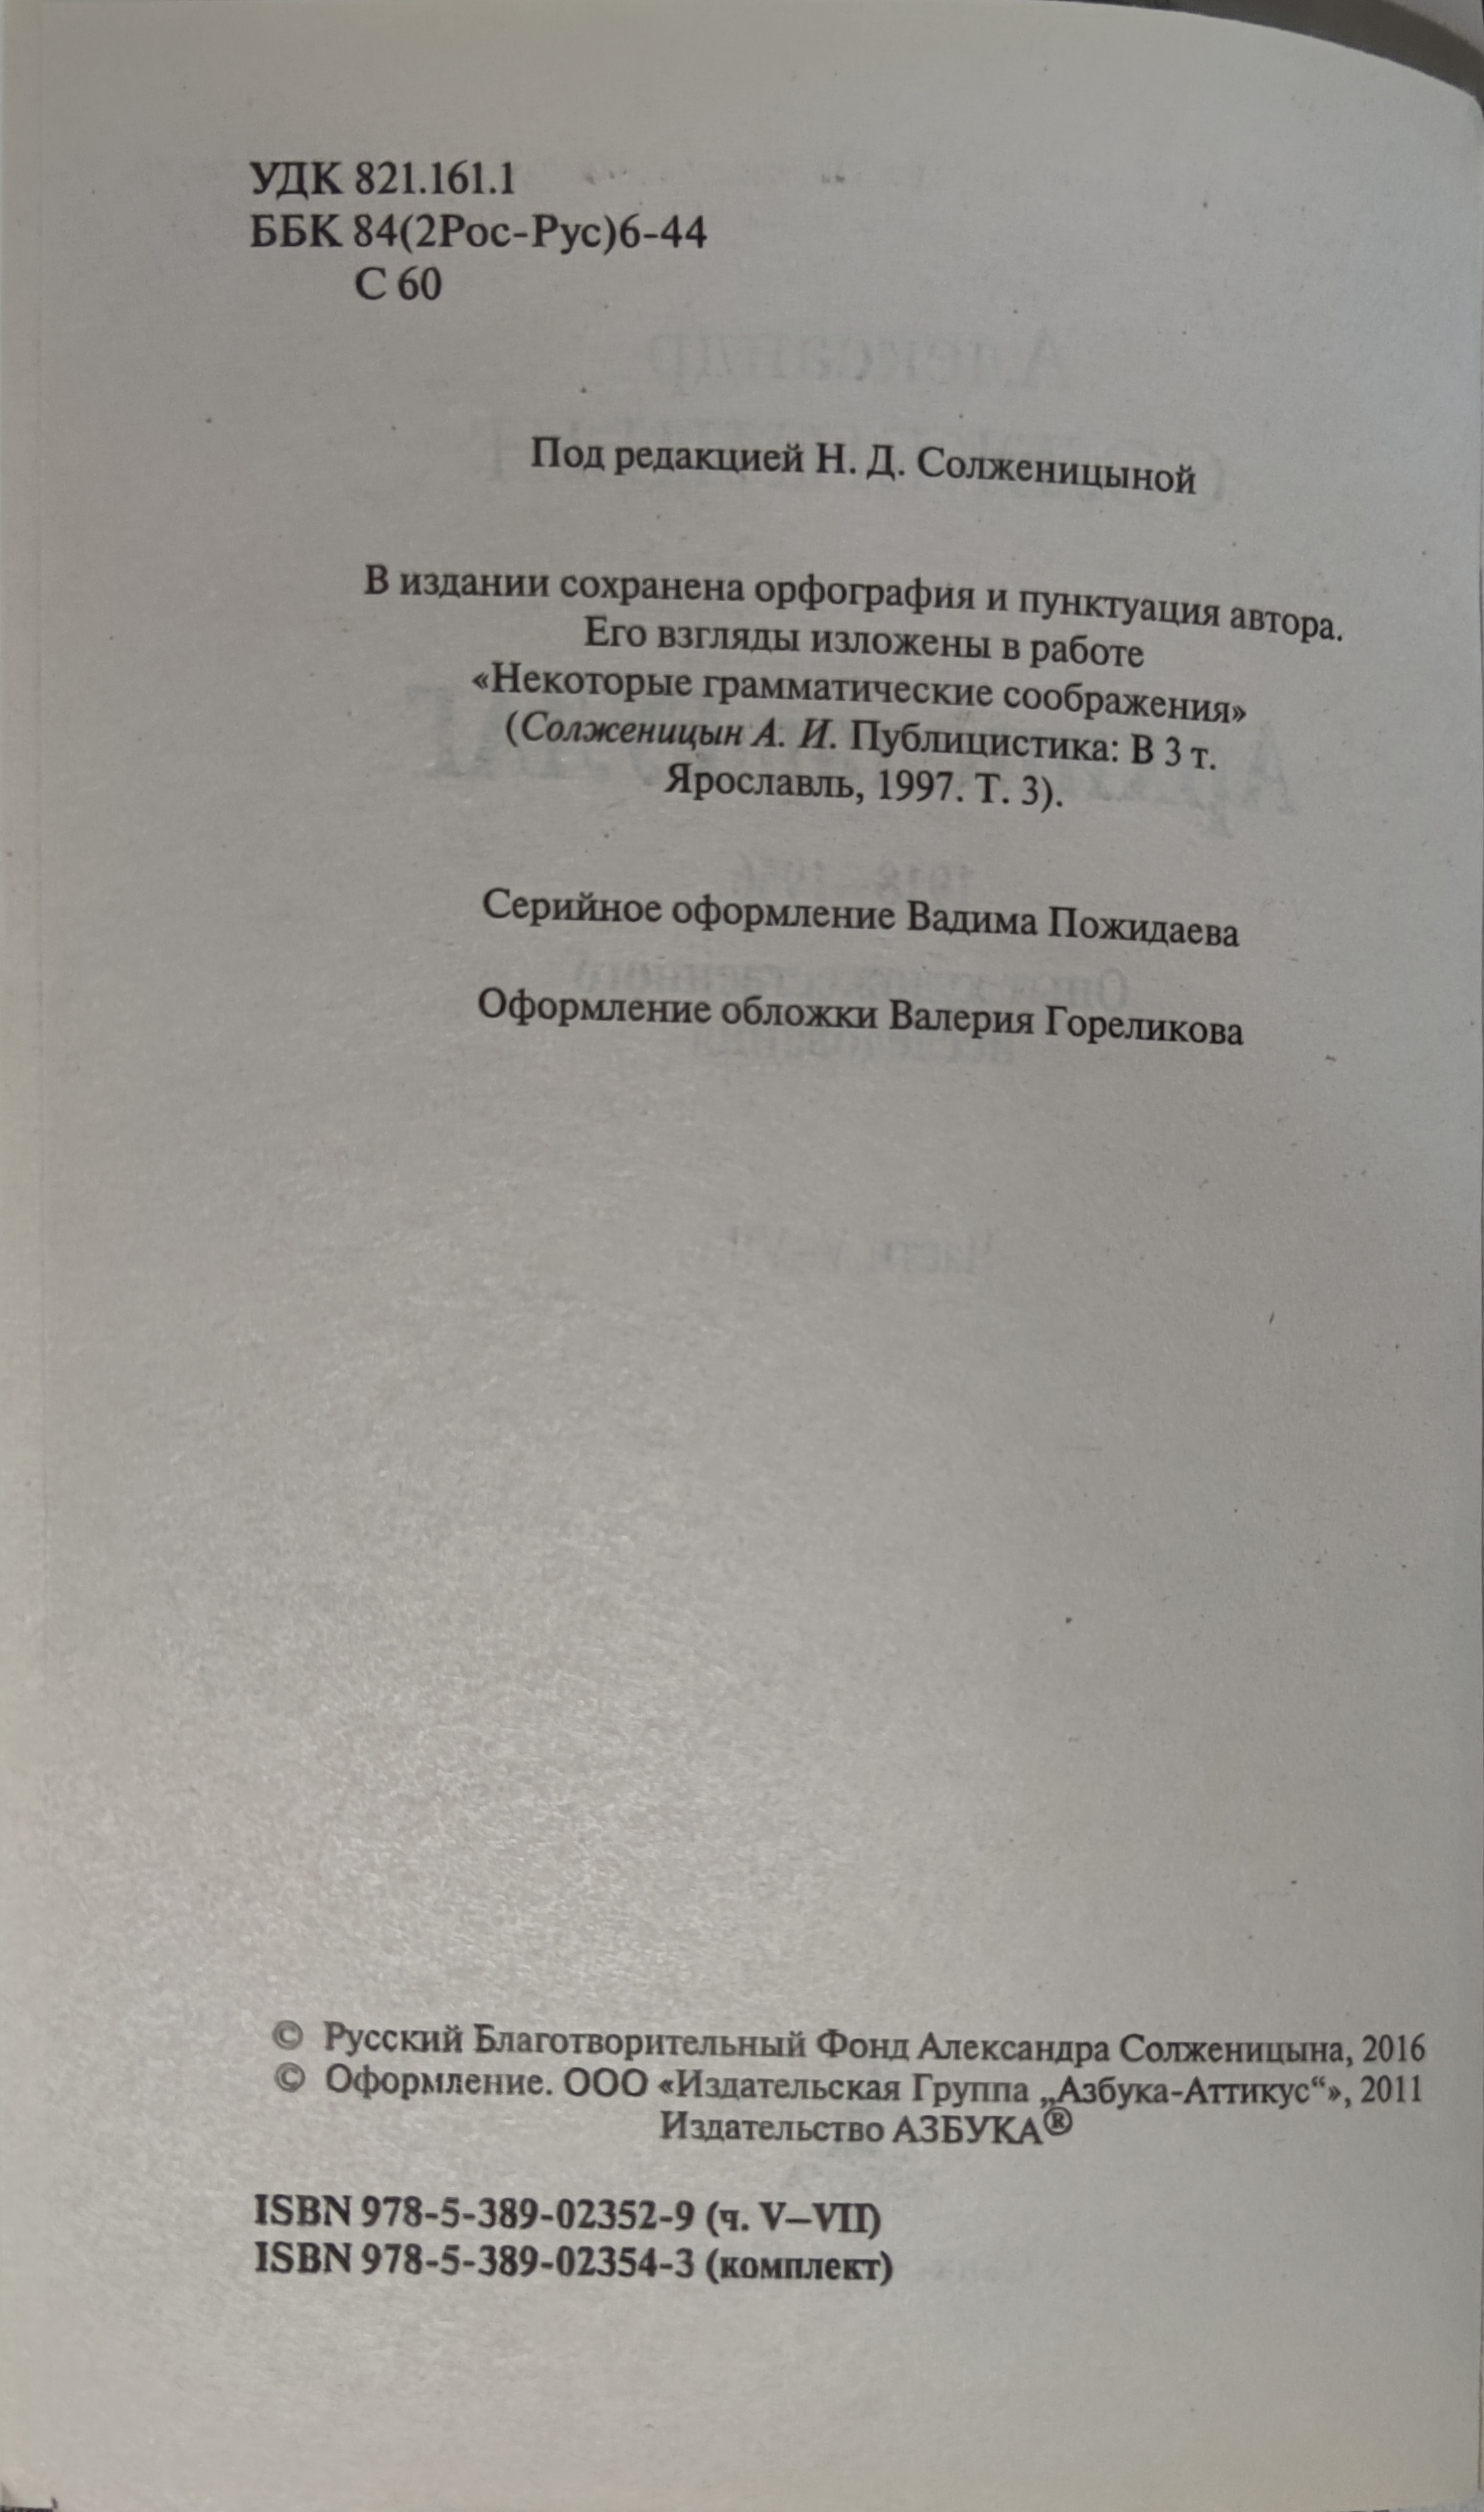 УДК 821.161.1
ББК 84(2Рос-Рус)6-44
С 60
Под редакцией Н. Д. Солженицыной
В издании сохранена орфография и пунктуация автора.
Его взгляды изложены в работе
«Некоторые грамматические соображения»
(Солженицын А. И. Публицистика: В 3 т.
Ярославль, 1997. Т. 3).
Серийное оформление Вадима Пожидаева
Оформление обложки Валерия Гореликова
© Русский Благотворительный Фонд Александра Солженицына, 2016
© Оформление. ООО «Издательская Группа „Азбука-Аттикус“», 2011
Издательство АЗБУКА®
ISBN 978-5-389-02352-9 (ч. V–VII)
ISBN 978-5-389-02354-3 (комплект)